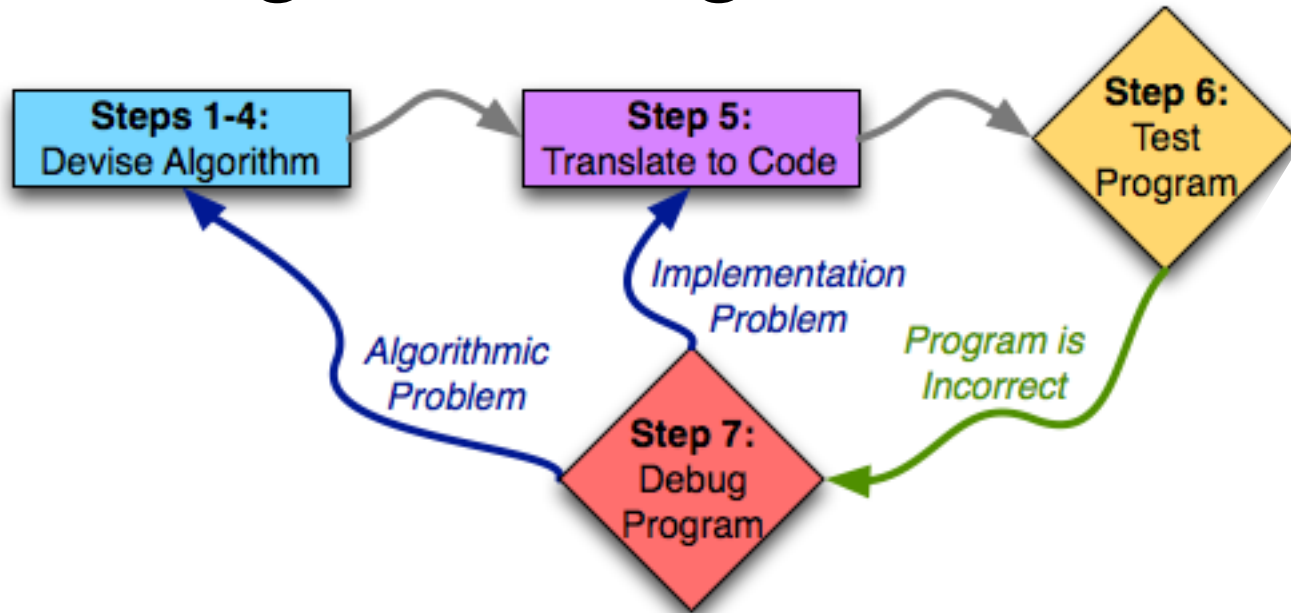 Steps 1-4:
Devise Algorithm
Step 5:
Translate to Code
Step 6:
Test
Program
Implementation
Problem
Algorithmic
Problem
Program is
Incorrect
Step 7:
Debug
Program